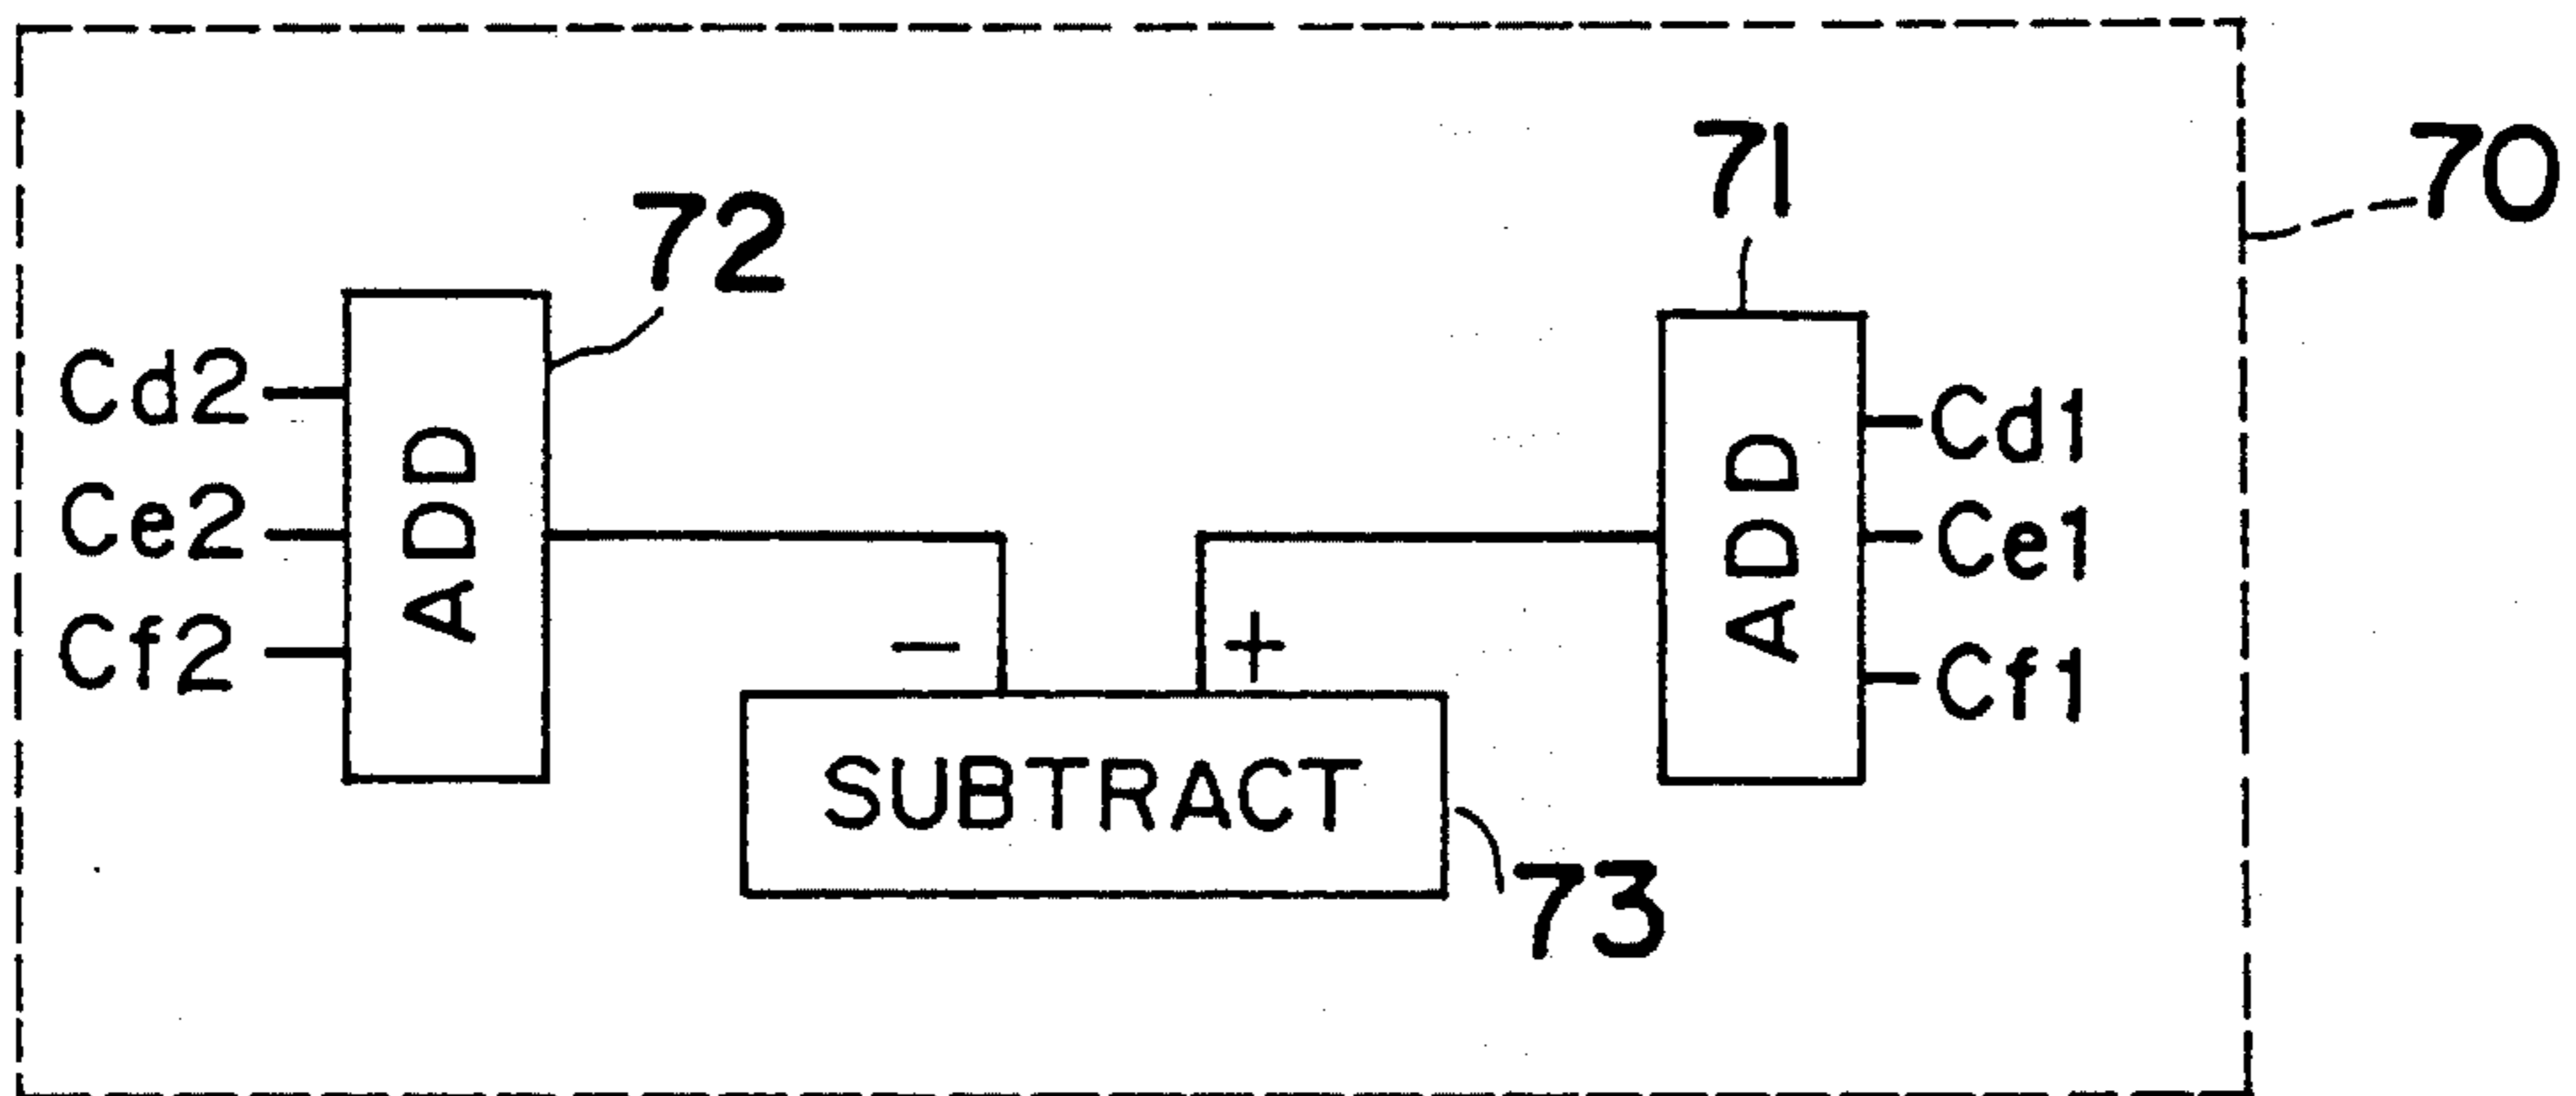 70
71
72
Cd2
Ce2
Cf2
ADD
ADD
Cd1
Ce1
Cf1
−
+
SUBTRACT
73